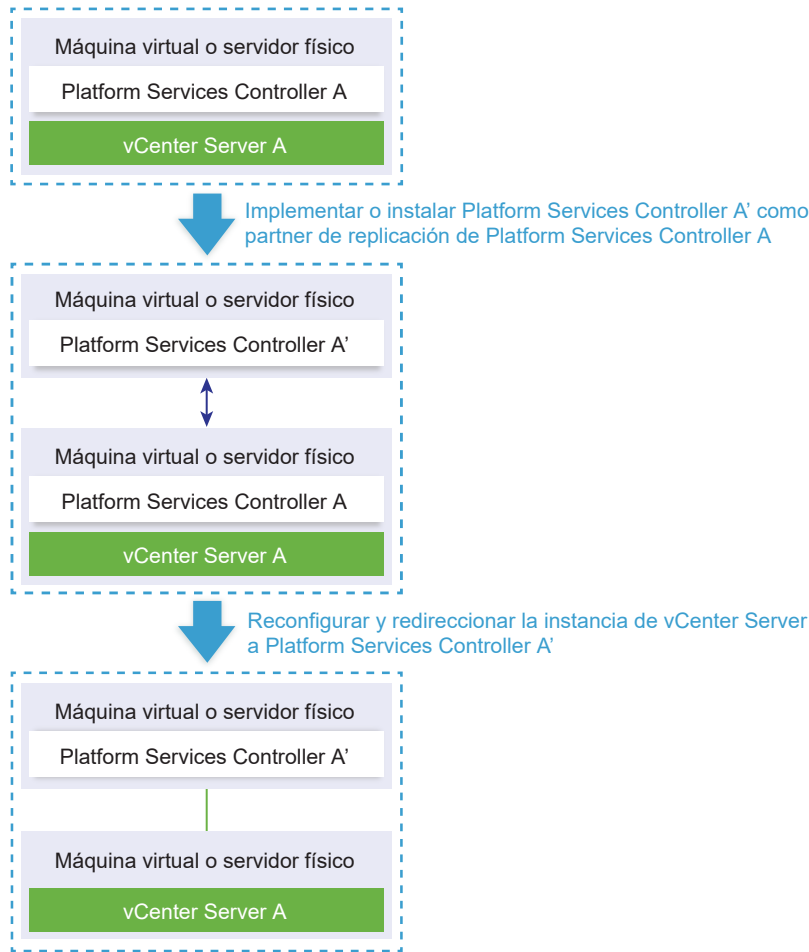 Máquina virtual o servidor físico
Platform Services Controller A
vCenter Server A
Implementar o instalar Platform Services Controller A’ como
partner de replicación de Platform Services Controller A
Máquina virtual o servidor físico
Platform Services Controller A’
Máquina virtual o servidor físico
Platform Services Controller A
vCenter Server A
Reconfigurar y redireccionar la instancia de vCenter Server
a Platform Services Controller A’
Máquina virtual o servidor físico
Platform Services Controller A’
Máquina virtual o servidor físico
vCenter Server A